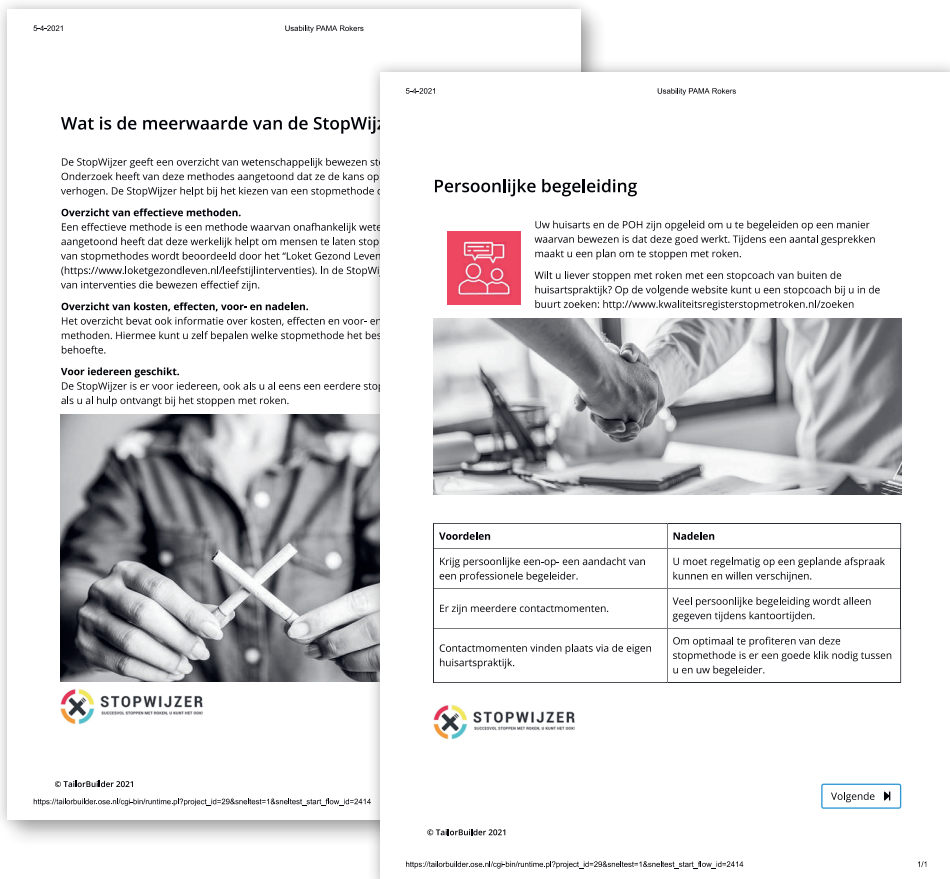 5-4-2021
Usability PAMA Rokers
Wat is de meerwaarde van de StopWijz
De StopWijzer geeft een overzicht van wetenschappelijk bewezen
Onderzoek heeft van deze methodes aangetoond dat ze de kans op
verhogen. De StopWijzer helpt bij het kiezen van een stopmethode
Overzicht van effectieve methoden.
Een effectieve methode is een methode waarvan onafhankelijk wete
aangetoond heeft dat deze werkelijk helpt om mensen te laten stop
van stopmethodes wordt beoordeeld door het “Loket Gezond Leven
(https://www.loketgezondleven.nl/leefstijlinterventies). In de StopWij
van interventies die bewezen effectief zijn.
Overzicht van kosten, effecten, voor- en nadelen.
Het overzicht bevat ook informatie over kosten, effecten en voor- en
methoden. Hiermee kunt u zelf bepalen welke stopmethode het bes
behoefte.
Voor iedereen geschikt.
De StopWijzer is er voor iedereen, ook als u al eens een eerdere stop
als u al hulp ontvangt bij het stoppen met roken.
STOPWIJZER
SUCCESVOL STOPPEN MET ROKEN, U KUNT HET OOK!
© TailorBuilder 2021
https://tailorbuilder.ose.nl/cgi-bin/runtime.pl?project_id=29&sneltest=1&sneltest_start_flow_id=2414
5-4-2021
Usability PAMA Rokers
Persoonlijke begeleiding
Uw huisarts en de POH zijn opgeleid om u te begeleiden op een manier
waarvan bewezen is dat deze goed werkt. Tijdens een aantal gesprekken
maakt u een plan om te stoppen met roken.
Wilt u liever stoppen met roken met een stopcoach van buiten de
huisartspraktijk? Op de volgende website kunt u een stopcoach bij u in de
buurt zoeken: http://www.kwaliteitsregisterstopmetroken.nl/zoeken
Voordelen
Nadelen
Krijg persoonlijke een-op- een aandacht van
een professionele begeleider.
U moet regelmatig op een geplande afspraak
kunnen en willen verschijnen.
Er zijn meerdere contactmomenten.
Veel persoonlijke begeleiding wordt alleen
gegeven tijdens kantoortijden.
Contactmomenten vinden plaats via de eigen
huisartspraktijk.
Om optimaal te profiteren van deze
stopmethode is er een goede klik nodig tussen
u en uw begeleider.
STOPWIJZER
SUCCESVOL STOPPEN MET ROKEN, U KUNT HET OOK!
Volgende
© TailorBuilder 2021
https://tailorbuilder.ose.nl/cgi-bin/runtime.pl?project_id=29&sneltest=1&sneltest_start_flow_id=2414
1/1